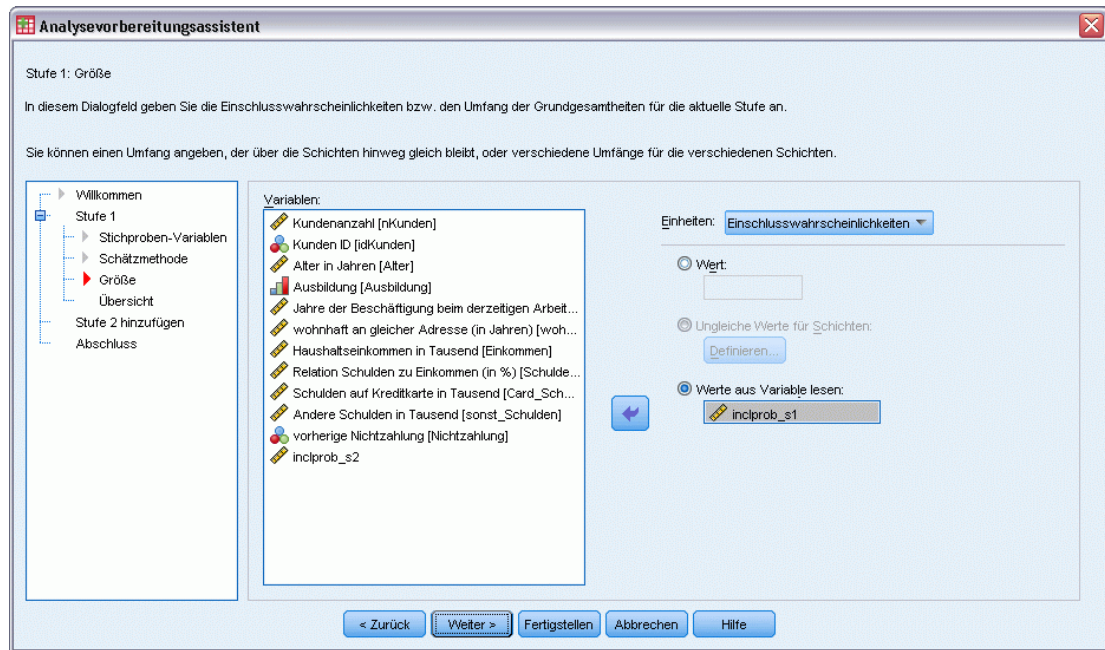 Analysevorbereitungsassistent
Stufe 1: Größe
In diesem Dialogfeld geben Sie die Einschlusswahrscheinlichkeiten bzw. den Umfang der Grundgesamtheiten für die aktuelle Stufe an.
Sie können einen Umfang angeben, der über die Schichten hinweg gleich bleibt, oder verschiedene Umfänge für die verschiedenen Schichten.
Willkommen
Stufe 1
Stichproben-Variablen
Schätzmethode
Größe
Übersicht
Stufe 2 hinzufügen
Abschluss
Variablen:
Kundenanzahl [nKunden]
Kunden ID [idKunden]
Alter in Jahren [Alter]
Ausbildung [Ausbildung]
Jahre der Beschäftigung beim derzeitigen Arbeit...
wohnhaft an gleicher Adresse (in Jahren) [woh...
Haushaltseinkommen in Tausend [Einkommen]
Relation Schulden zu Einkommen (in %) [Schulde...
Schulden auf Kreditkarte in Tausend [Card_Sch...
Andere Schulden in Tausend [sonst_Schulden]
vorherige Nichtzahlung [Nichtzahlung]
inclprob_s2
Einheiten: Einschlusswahrscheinlichkeiten
Wert:
Ungleiche Werte für Schichten:
Definieren...
Werte aus Variable lesen:
inclprob_s1
< Zurück Weiter > Fertigstellen Abbrechen Hilfe